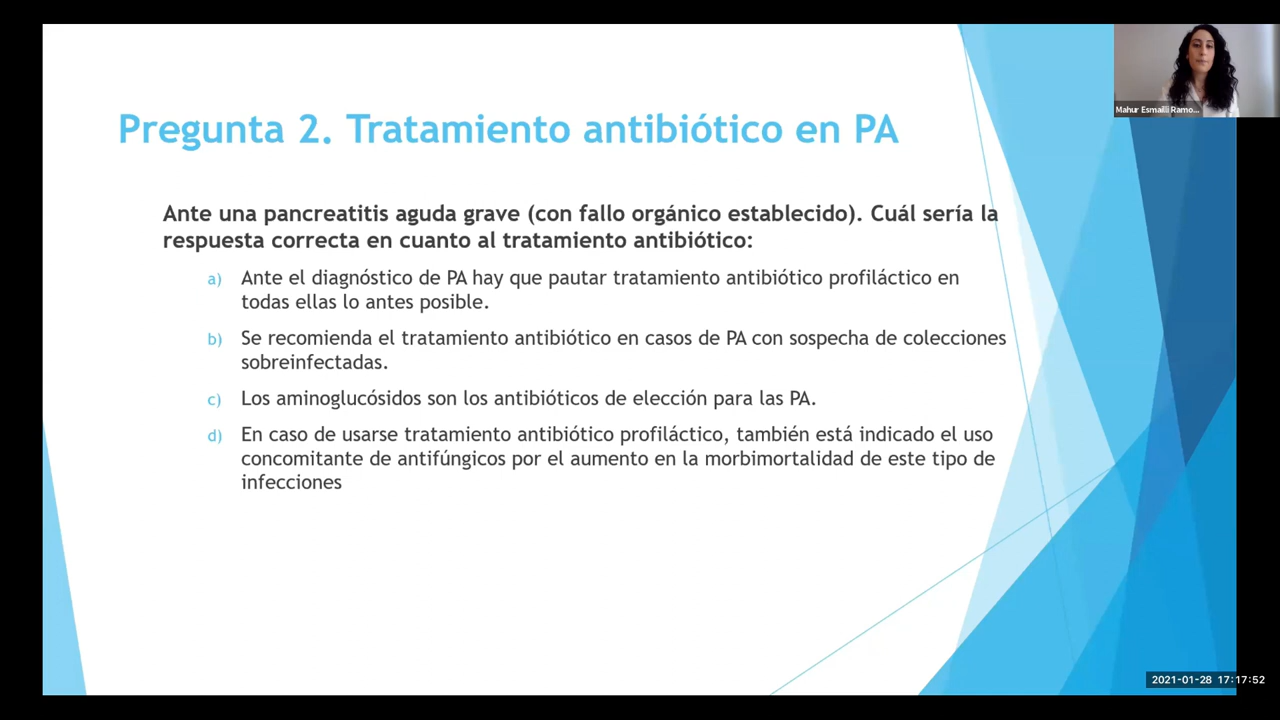 Pregunta 2. Tratamiento antibiótico en PA
Mahur Esmailli Ramo...
Ante una pancreatitis aguda grave (con fallo orgánico establecido). Cuál sería la
respuesta correcta en cuanto al tratamiento antibiótico:
a) Ante el diagnóstico de PA hay que pautar tratamiento antibiótico profiláctico en
todas ellas lo antes posible.
b) Se recomienda el tratamiento antibiótico en casos de PA con sospecha de colecciones
sobreinfectadas.
c) Los aminoglucósidos son los antibióticos de elección para las PA.
d) En caso de usarse tratamiento antibiótico profiláctico, también está indicado el uso
concomitante de antifúngicos por el aumento en la morbimortalidad de este tipo de
infecciones
2021-01-28 17:17:52